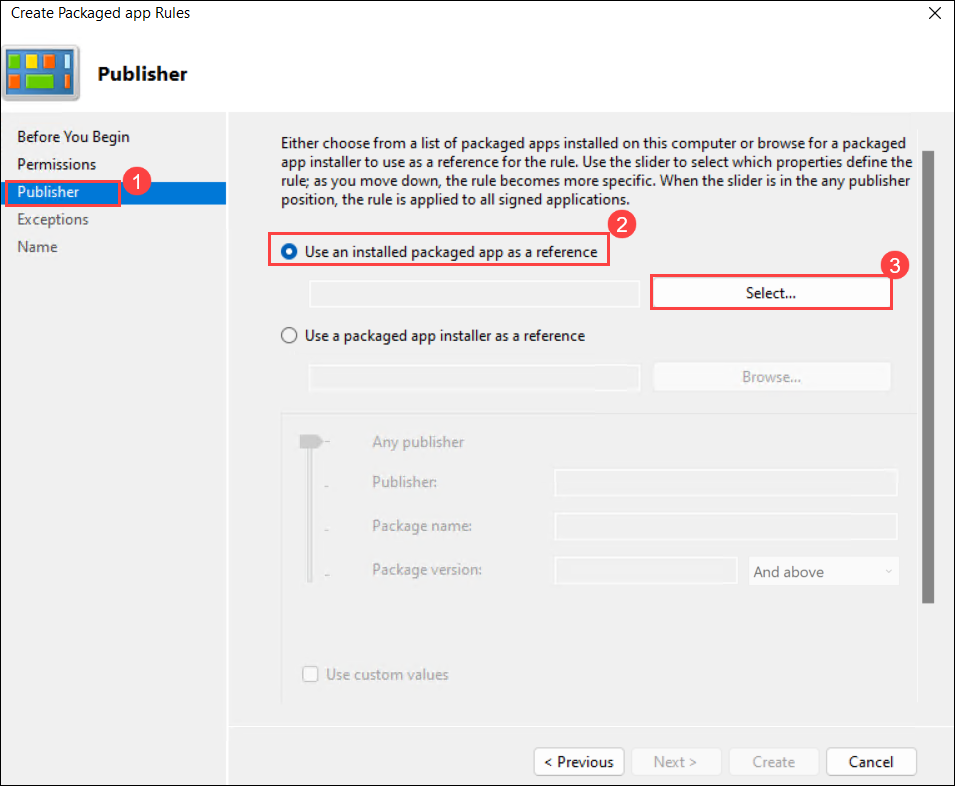 Create Packaged app Rules
Publisher
Before You Begin
Permissions
1
Publisher
Exceptions
Name
Either choose from a list of packaged apps installed on this computer or browse for a packaged
app installer to use as a reference for the rule. Use the slider to select which properties define the
rule; as you move down, the rule becomes more specific. When the slider is in the any publisher
position, the rule is applied to all signed applications.
2
Use an installed packaged app as a reference
3
Select...
Use a packaged app installer as a reference
Browse...
Any publisher
Publisher:
Package name:
Package version:
And above
Use custom values
< Previous
Next >
Create
Cancel